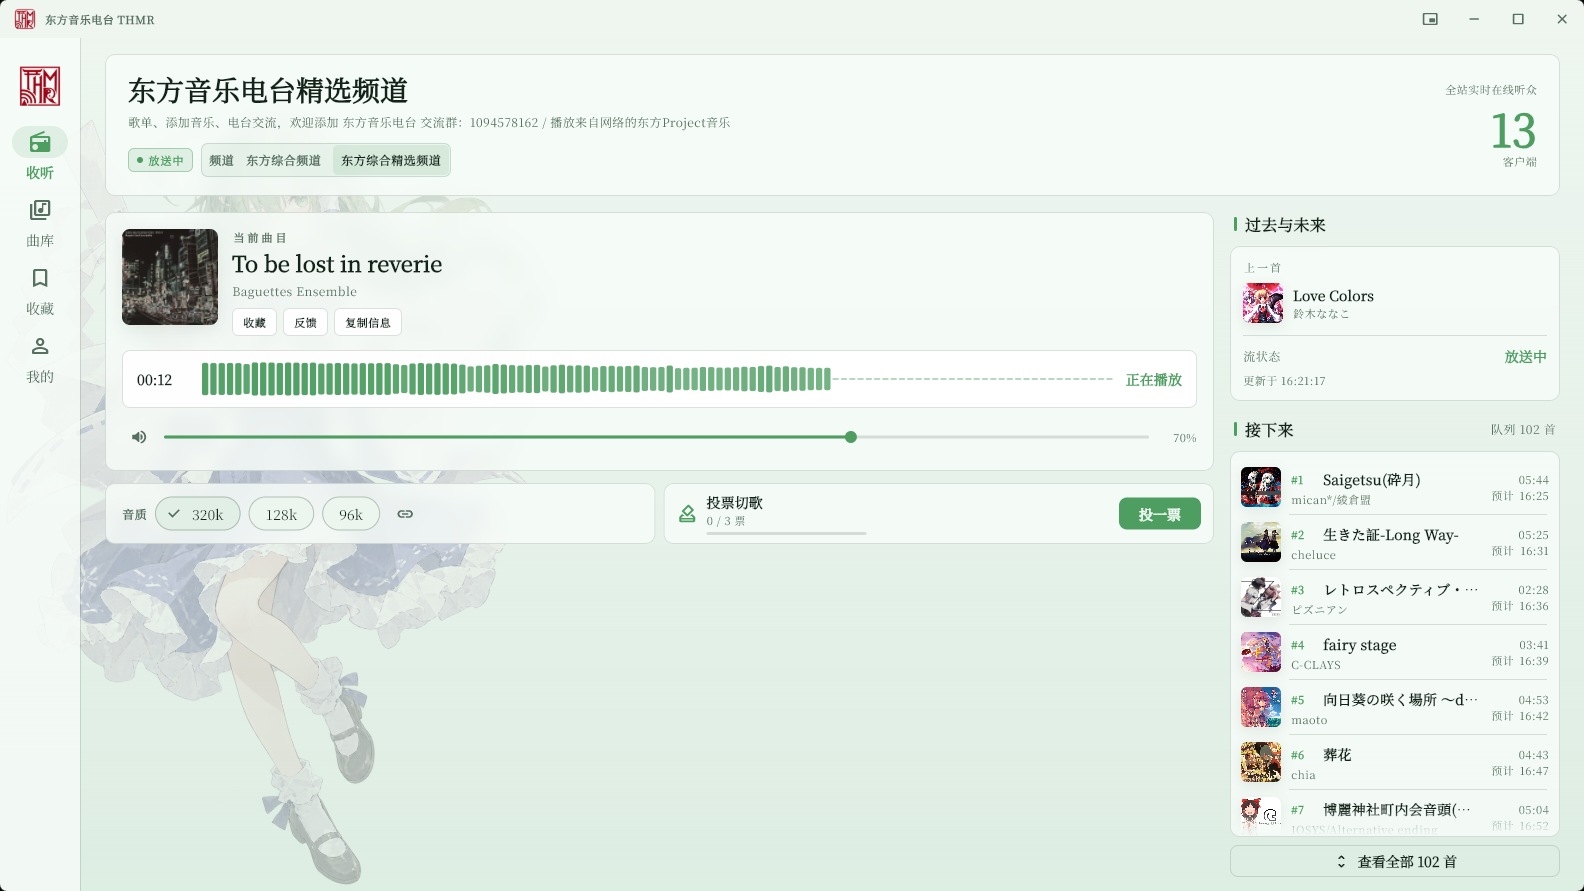 东方音乐电台 THMR
THMR
收听
曲库
收藏
我的
东方音乐电台精选频道
歌单、添加音乐、电台交流，欢迎添加 东方音乐电台 交流群：1094578162 / 播放来自网络的东方Project音乐
放送中
频道 东方综合频道 东方综合精选频道
全站实时在线听众
13
客户端
当前曲目
To be lost in reverie
Baguettes Ensemble
收藏 反馈 复制信息
00:12 正在播放
70%
音质 320k 128k 96k
投票切歌
0 / 3 票
投一票
过去与未来
上一首
Love Colors
鈴木ななこ
流状态 放送中
更新于 16:21:17
接下来 队列 102 首
#1 Saigetsu(砕月) 05:44
mican*/綾倉盟 预计 16:25
#2 生きた証-Long Way- 05:25
cheluce 预计 16:31
#3 レトロスペクティブ・… 02:28
ビズニアン 预计 16:36
#4 fairy stage 03:41
C-CLAYS 预计 16:39
#5 向日葵の咲く場所 〜d… 04:53
maoto 预计 16:42
#6 葬花 04:43
chia 预计 16:47
#7 博麗神社町内会音頭(… 05:04
IOSYS/Alternative ending 预计 16:52
查看全部 102 首